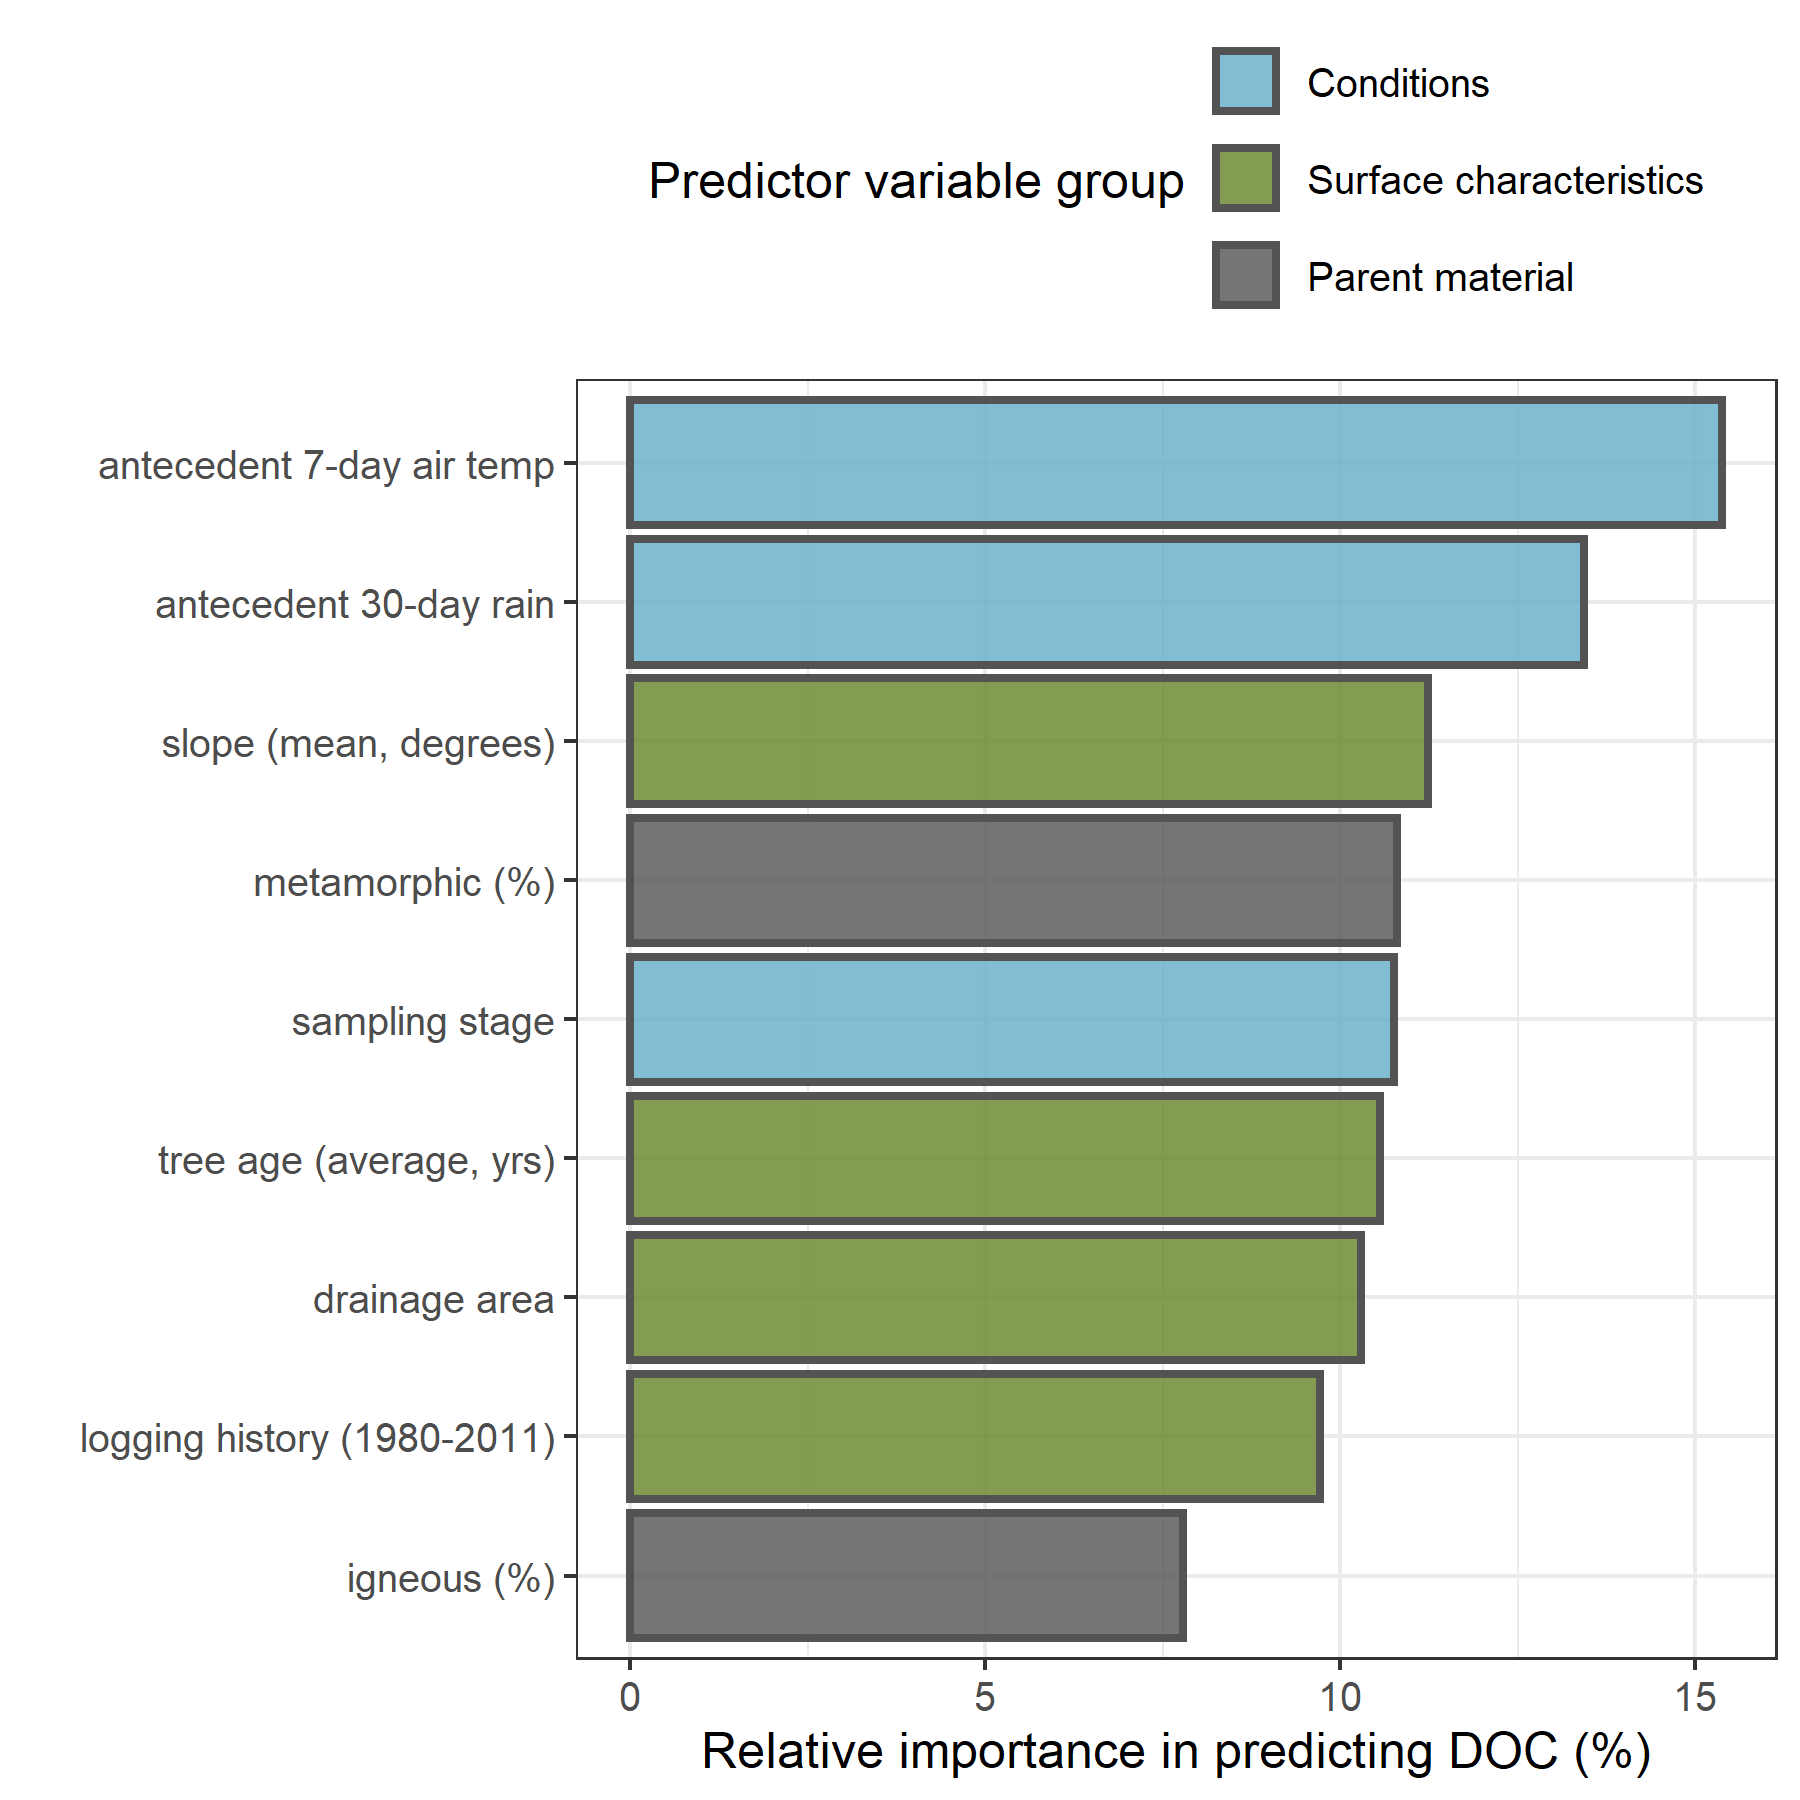 Conditions
Predictor variable group
Surface characteristics
Parent material
antecedent 7-day air temp
antecedent 30-day rain
slope (mean, degrees)
metamorphic (%)
sampling stage
tree age (average, yrs)
drainage area
logging history (1980-2011)
igneous (%)
0 5 10 15
Relative importance in predicting DOC (%)